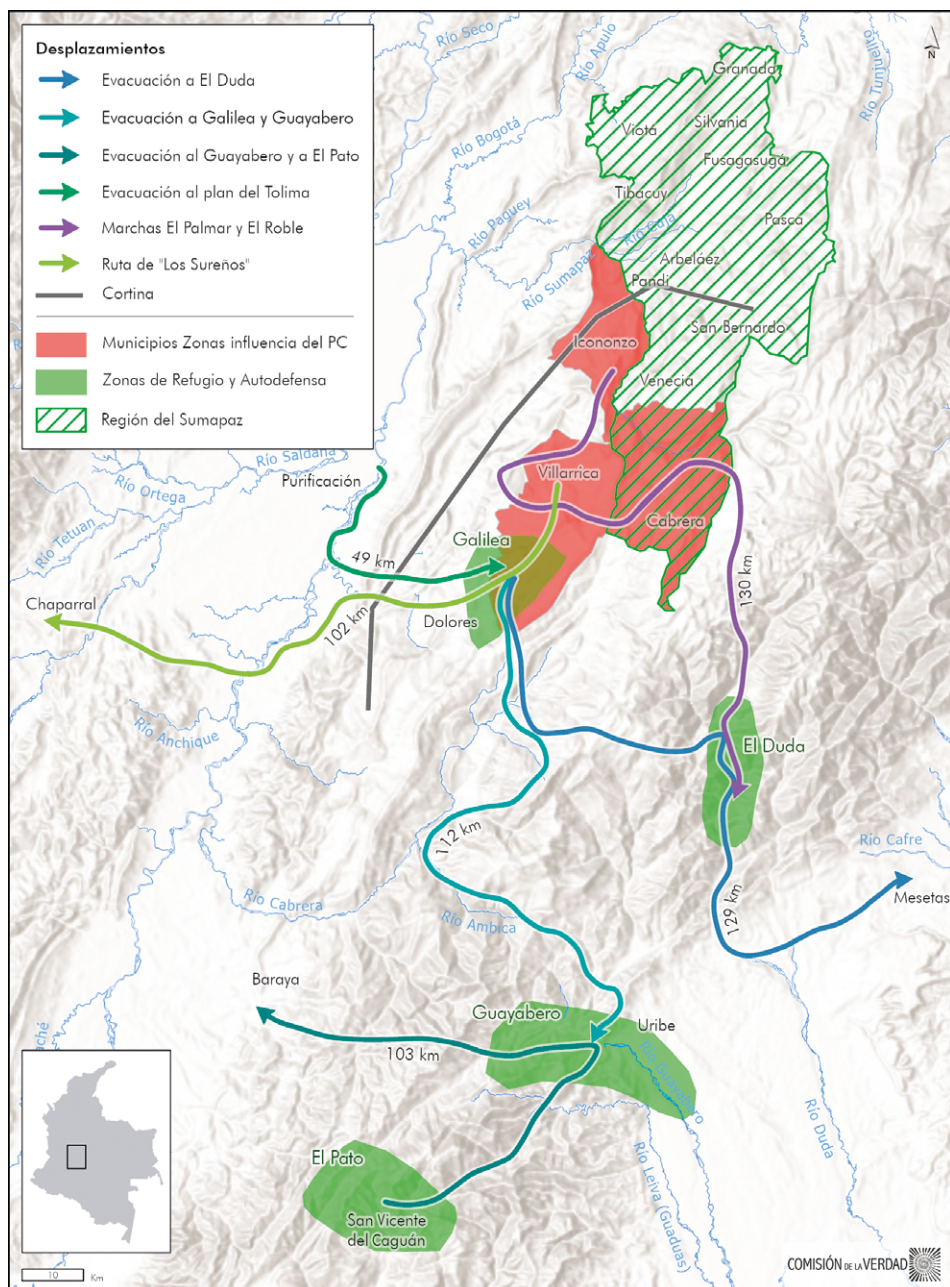 Desplazamientos
Evacuación a El Duda
Evacuación a Galilea y Guayabero
Evacuación al Guayabero y a El Pato
Evacuación al plan del Tolima
Marchas El Palmar y El Roble
Ruta de "Los Sureños"
Cortina
Municipios Zonas influencia del PC
Zonas de Refugio y Autodefensa
Región del Sumapaz
Río Seco
Río Apulo
Río Tunjuelito
N
Granada
Río Bogotá
Viotá
Silvania
Fusagasugá
Tibacuy
Río Paguey
Pasca
Río Cuja
Río Sumapaz
Arbeláez
Pandi
San Bernardo
Icononzo
Venecia
Río Saldaña
Purificación
Río Ortega
Villarrica
Río Tetuan
Cabrera
Galilea
49 km
130 km
Chaparral
102 km
Dolores
Río Anchique
El Duda
112 km
Río Cafre
Mesetas
129 km
Río Cabrera
Río Ambica
Baraya
Guayabero
Uribe
103 km
Río Guayabero
aché
Río Duda
El Pato
Río Leiva (Guaduas)
San Vicente
del Caguán
10 Km
COMISIÓN DE LA VERDAD